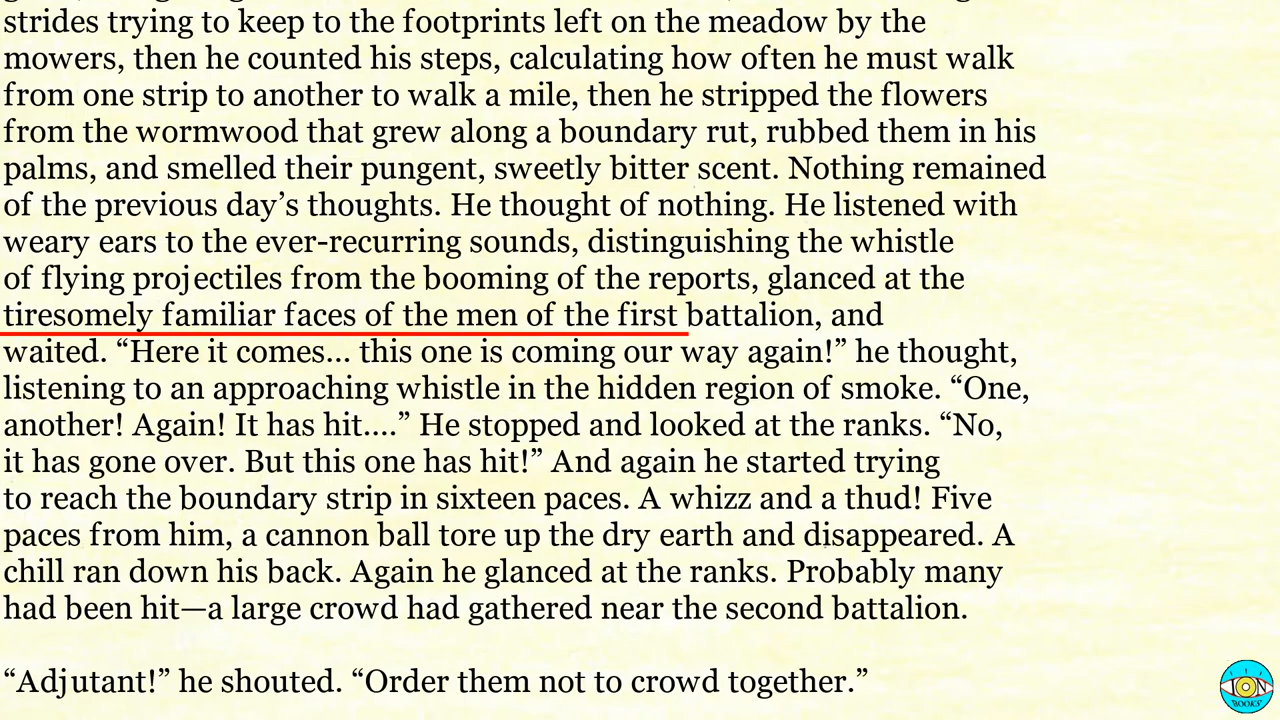 strides trying to keep to the footprints left on the meadow by the
mowers, then he counted his steps, calculating how often he must walk
from one strip to another to walk a mile, then he stripped the flowers
from the wormwood that grew along a boundary rut, rubbed them in his
palms, and smelled their pungent, sweetly bitter scent. Nothing remained
of the previous day’s thoughts. He thought of nothing. He listened with
weary ears to the ever-recurring sounds, distinguishing the whistle
of flying projectiles from the booming of the reports, glanced at the
tiresomely familiar faces of the men of the first battalion, and
waited. “Here it comes... this one is coming our way again!” he thought,
listening to an approaching whistle in the hidden region of smoke. “One,
another! Again! It has hit....” He stopped and looked at the ranks. “No,
it has gone over. But this one has hit!” And again he started trying
to reach the boundary strip in sixteen paces. A whizz and a thud! Five
paces from him, a cannon ball tore up the dry earth and disappeared. A
chill ran down his back. Again he glanced at the ranks. Probably many
had been hit—a large crowd had gathered near the second battalion.
“Adjutant!” he shouted. “Order them not to crowd together.”
ION
BOOKS